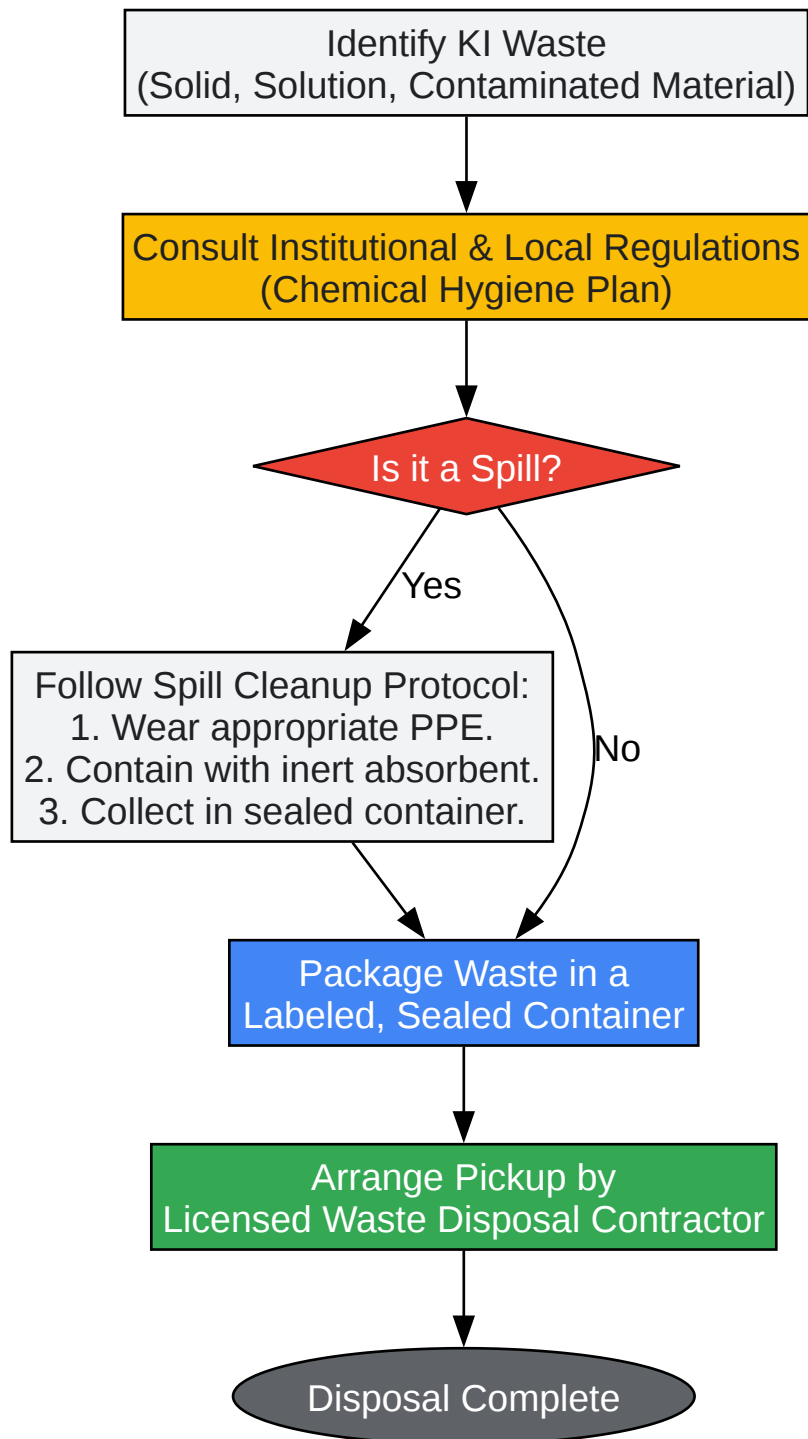 Identify KI Waste
(Solid, Solution, Contaminated Material)
Consult Institutional & Local Regulations
(Chemical Hygiene Plan)
Is it a Spill?
Yes
Follow Spill Cleanup Protocol:
1. Wear appropriate PPE.
2. Contain with inert absorbent.
3. Collect in sealed container.
No
Package Waste in a
Labeled, Sealed Container
Arrange Pickup by
Licensed Waste Disposal Contractor
Disposal Complete